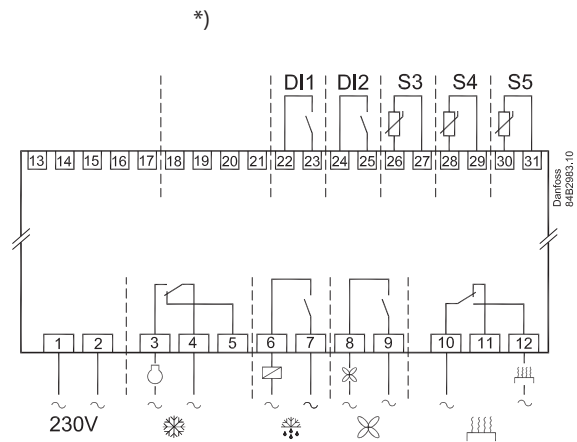 *)
DI1 DI2 S3 S4 S5
13 14 15 16 17 18 19 20 21 22 23 24 25 26 27 28 29 30 31
Danfoss
84B2983.10
1 2 3 4 5 6 7 8 9 10 11 12
230V